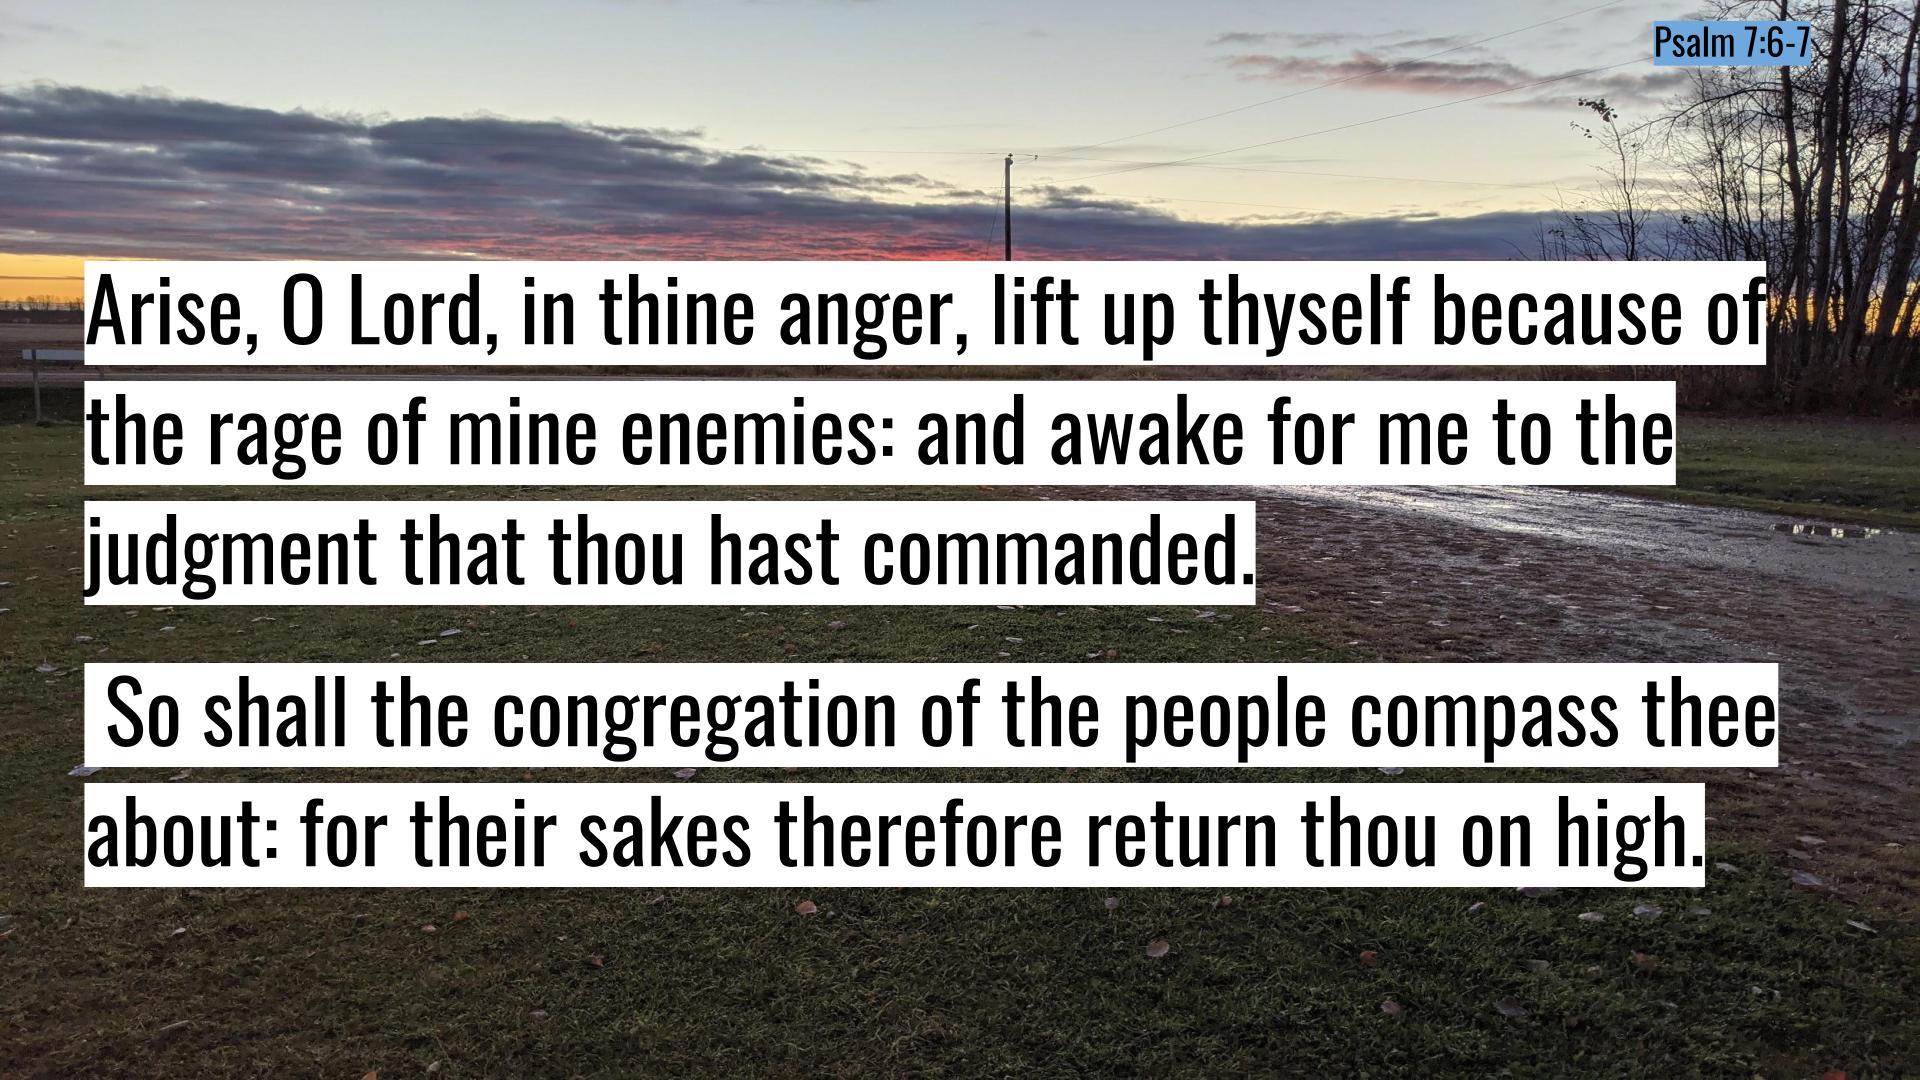 Psalm 7:6-7
Arise, O Lord, in thine anger, lift up thyself because of
the rage of mine enemies: and awake for me to the
judgment that thou hast commanded.
So shall the congregation of the people compass thee
about: for their sakes therefore return thou on high.